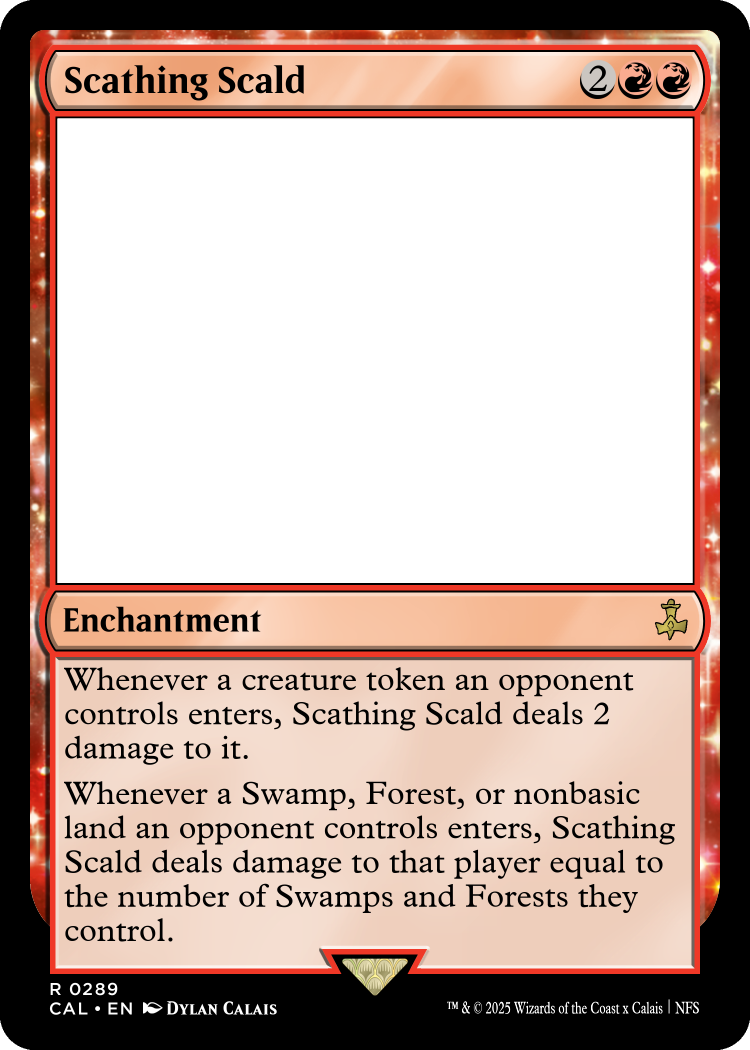 Scathing Scald 2
Enchantment
Whenever a creature token an opponent
controls enters, Scathing Scald deals 2
damage to it.
Whenever a Swamp, Forest, or nonbasic
land an opponent controls enters, Scathing
Scald deals damage to that player equal to
the number of Swamps and Forests they
control.
R 0289
CAL • EN DYLAN CALAIS
™ & © 2025 Wizards of the Coast x Calais | NFS